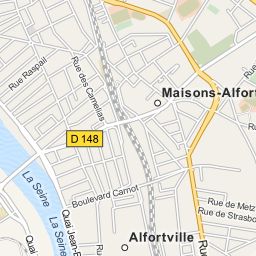 Rue Raspail
Rue des Camélias
Maisons-Alfort
D 148
La Seine
Boulevard Carnot
Rue de Metz
Rue de Strasbo
Quai Jean-B
La Seine
Alfortville
Rue